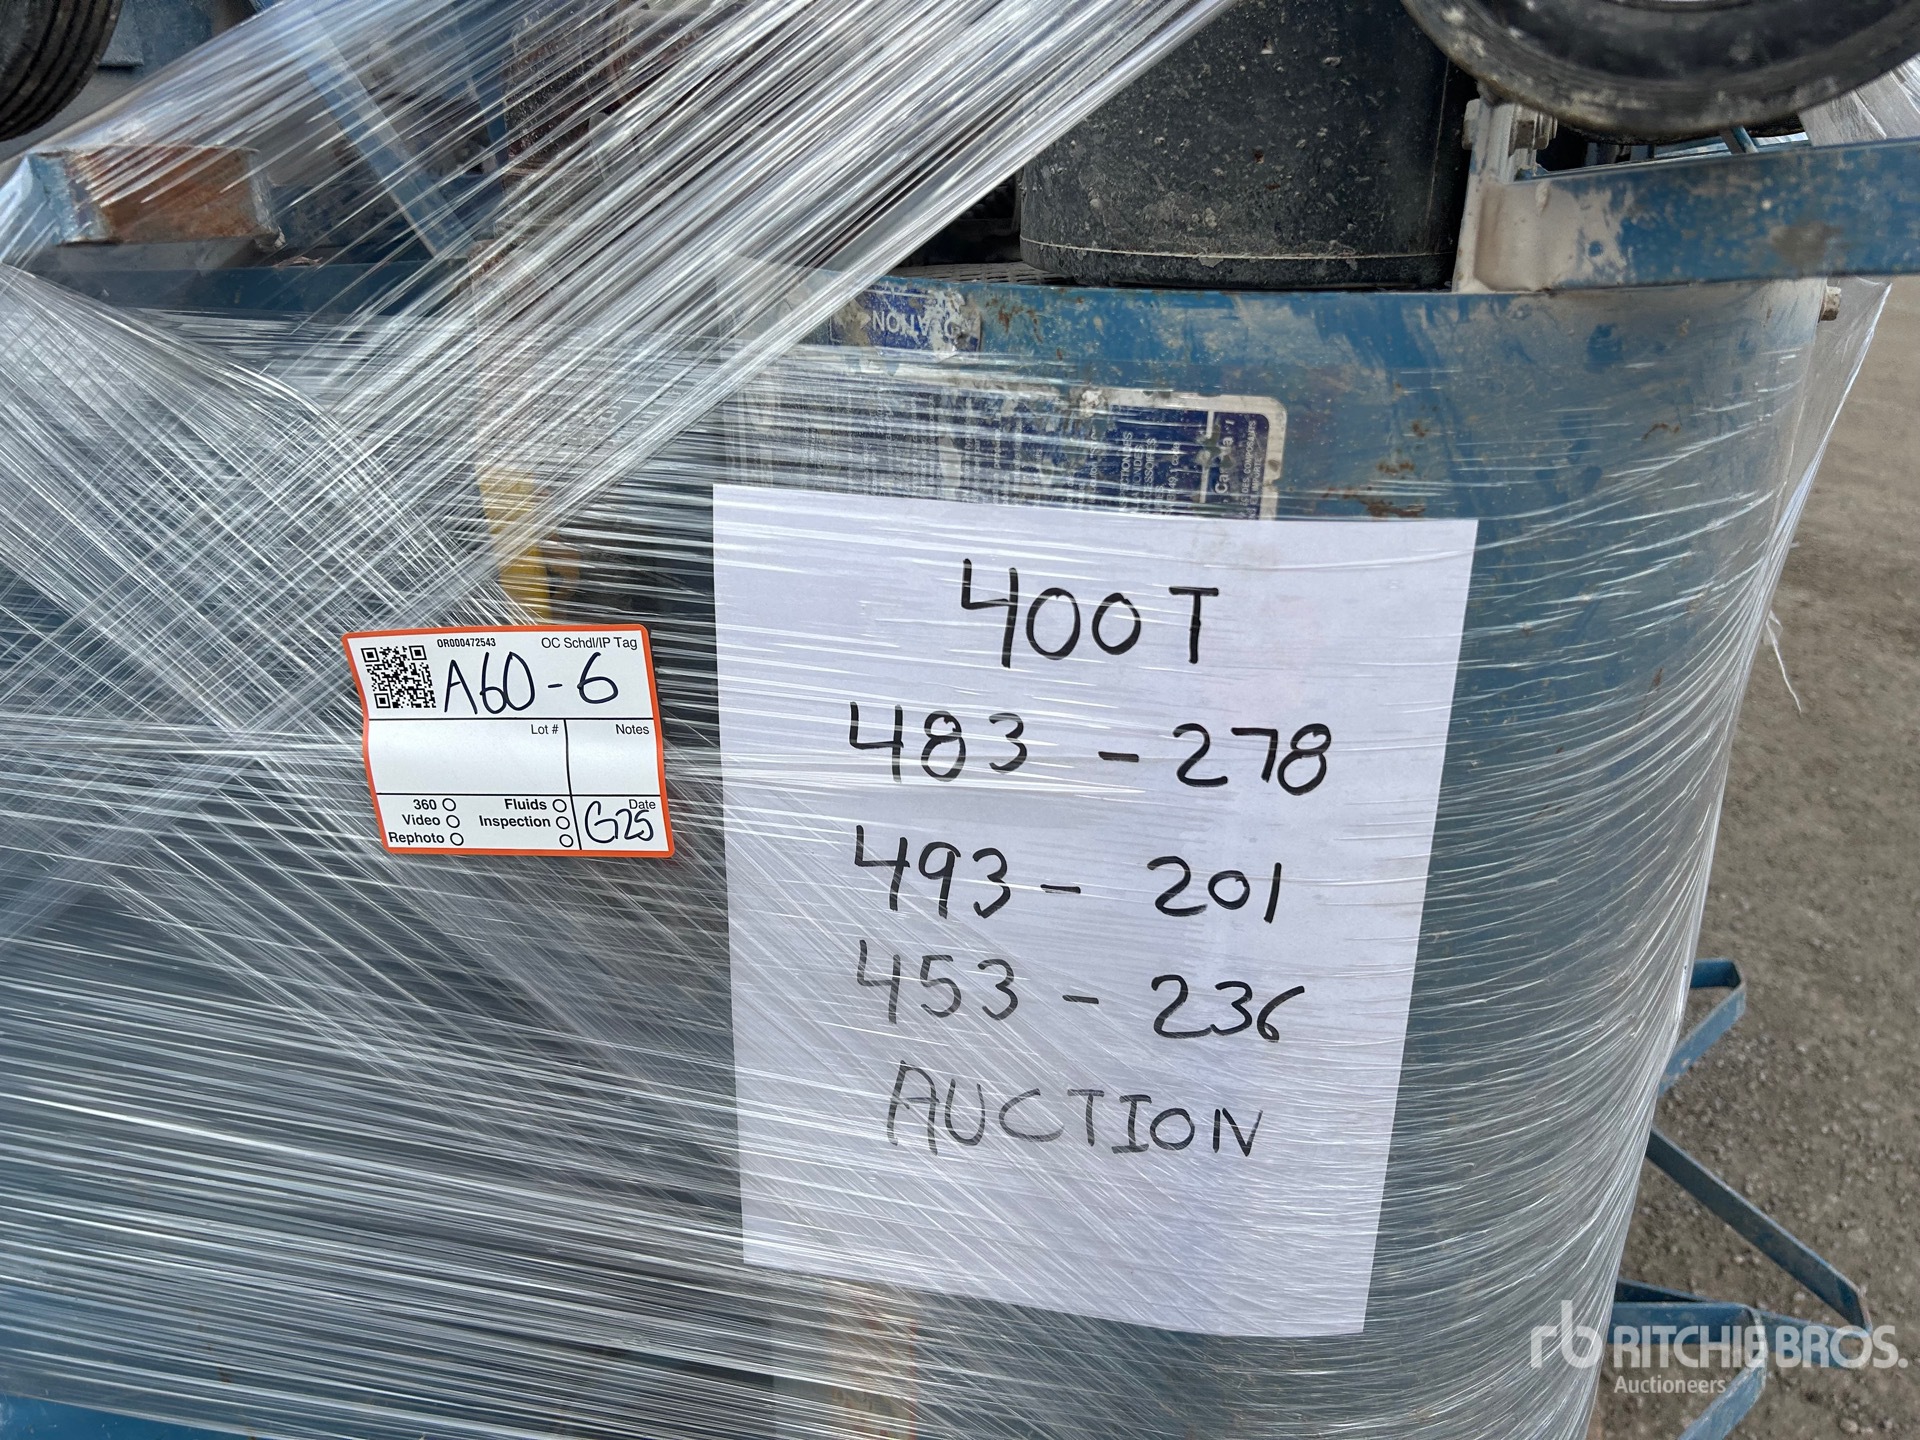 OR000472543 OC Schdl/IP Tag
A60-6
Lot #
Notes
360
Video
Rephoto
Fluids
Inspection
Date
G25
400T
483 - 278
493 - 201
453 - 236
AUCTION
rb RITCHIE BROS.
Auctioneers